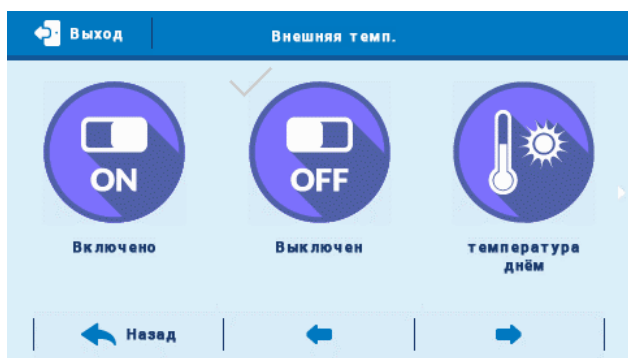 Выход
Внешняя темп.
ON
OFF
Включено
Выключен
температура
днём
Назад